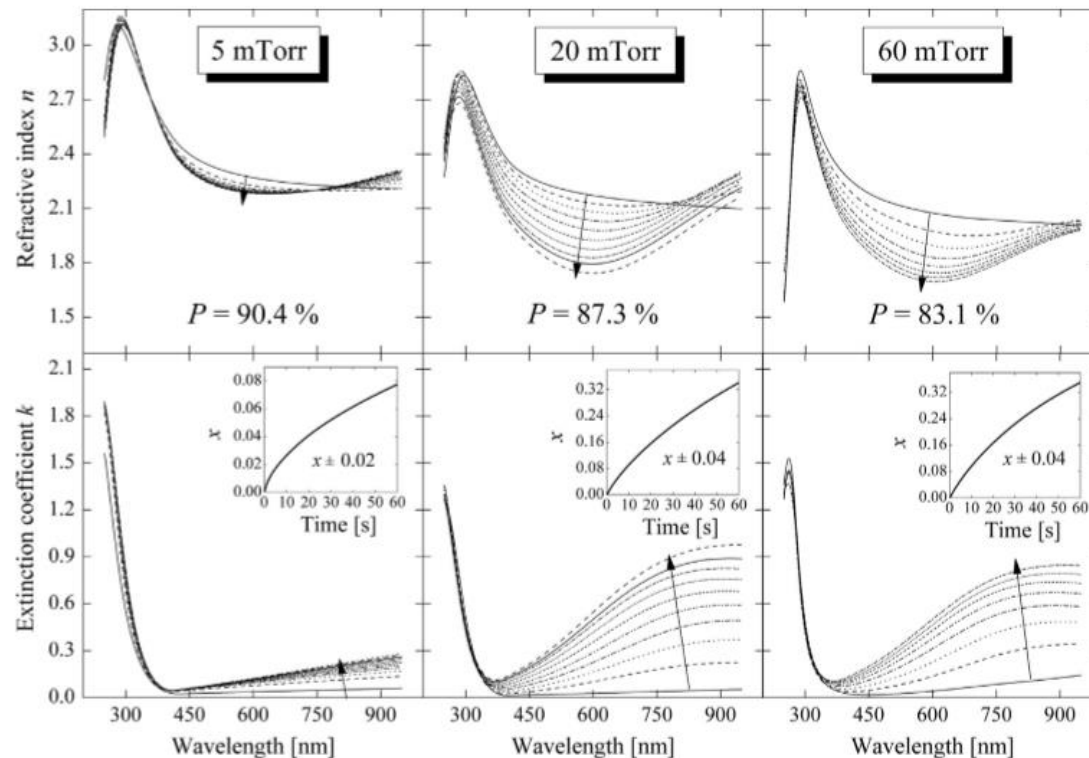 5 mTorr
20 mTorr
60 mTorr
Refractive index n
3.0
2.7
2.4
2.1
1.8
1.5
P = 90.4 %
P = 87.3 %
P = 83.1 %
Extinction coefficient k
2.1
1.8
1.5
1.2
0.9
0.6
0.3
0.0
x
0.08
0.06
0.04
0.02
0.00
x ± 0.02
0 10 20 30 40 50 60
Time [s]
x
0.32
0.24
0.16
0.08
0.00
x ± 0.04
0 10 20 30 40 50 60
Time [s]
x
0.32
0.24
0.16
0.08
0.00
x ± 0.04
0 10 20 30 40 50 60
Time [s]
300 450 600 750 900
300 450 600 750 900
300 450 600 750 900
Wavelength [nm]
Wavelength [nm]
Wavelength [nm]